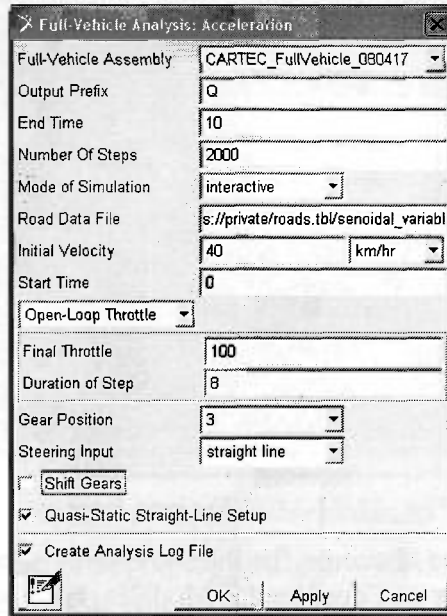 Full-Vehicle Analysis: Acceleration
Full-Vehicle Assembly CARTEC_FullVehicle_080417
Output Prefix Q
End Time 10
Number Of Steps 2000
Mode of Simulation interactive
Road Data File s://private/roads.tbl/senoidal_variabl
Initial Velocity 40 km/hr
Start Time 0
Open-Loop Throttle
Final Throttle 100
Duration of Step 8
Gear Position 3
Steering Input straight line
Shift Gears
Quasi-Static Straight-Line Setup
Create Analysis Log File
OK Apply Cancel